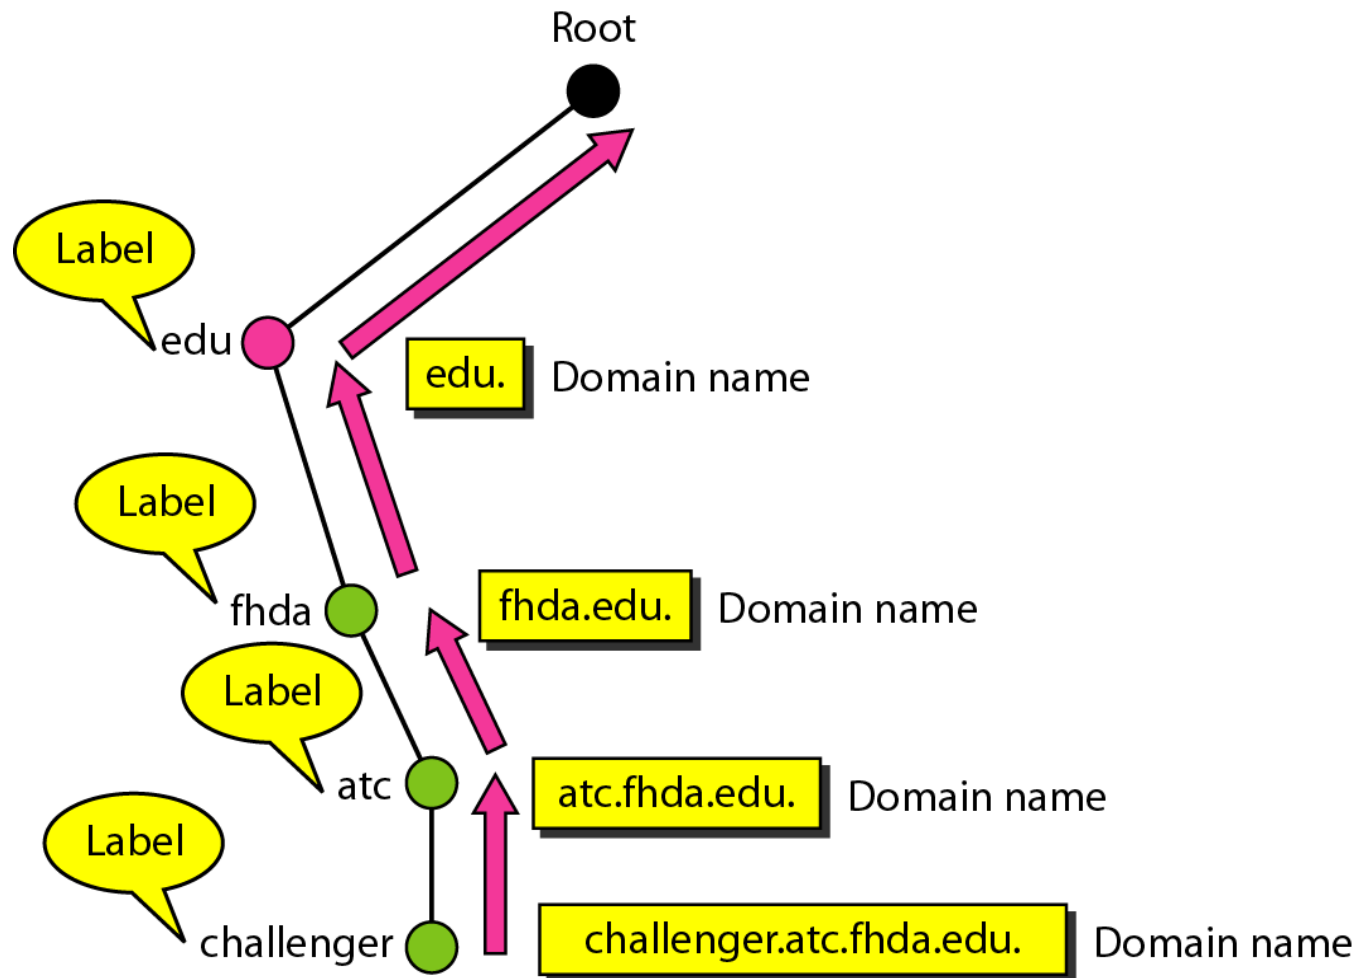 Root
Label
edu
edu.
Domain name
Label
fhda
fhda.edu.
Domain name
Label
atc
atc.fhda.edu.
Domain name
Label
challenger
challenger.atc.fhda.edu.
Domain name